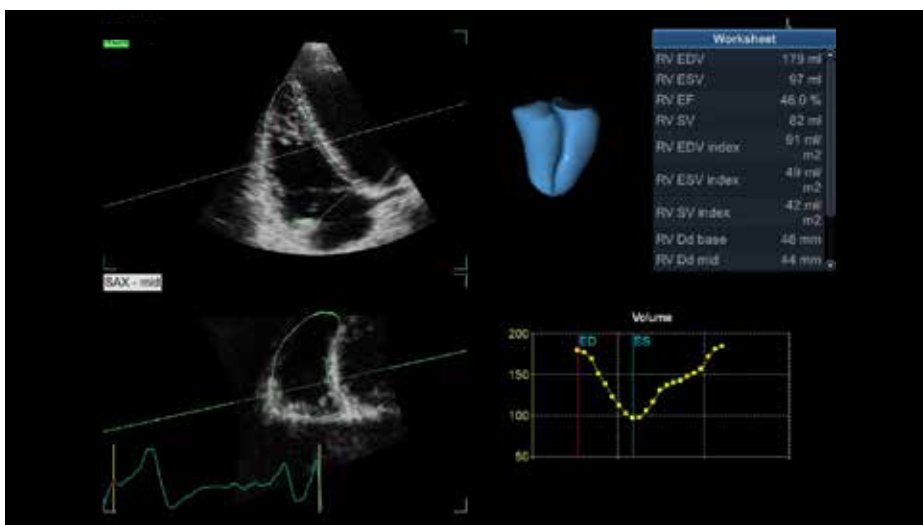 Worksheet
RV EDV 179 ml
RV ESV 97 ml
RV EF 46.0 %
RV SV 82 ml
RV EDV index 91 ml/
m2
RV ESV index 49 ml/
m2
RV SV index 42 ml/
m2
RV Dd base 46 mm
RV Dd mid 44 mm
SAX - mid
Volume
200
ED
ES
150
100
50